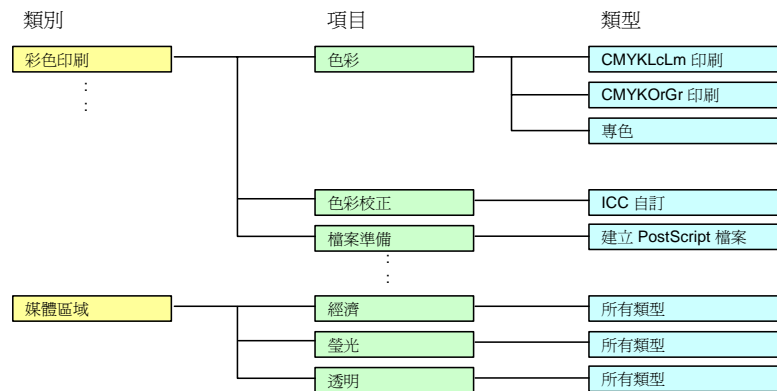 類別 項目 類型
彩色印刷 色彩 CMYKLcLm 印刷
:
CMYKOrGr 印刷
:
專色
色彩校正 ICC 自訂
檔案準備 建立 PostScript 檔案
:
:
媒體區域 經濟 所有類型
螢光 所有類型
透明 所有類型